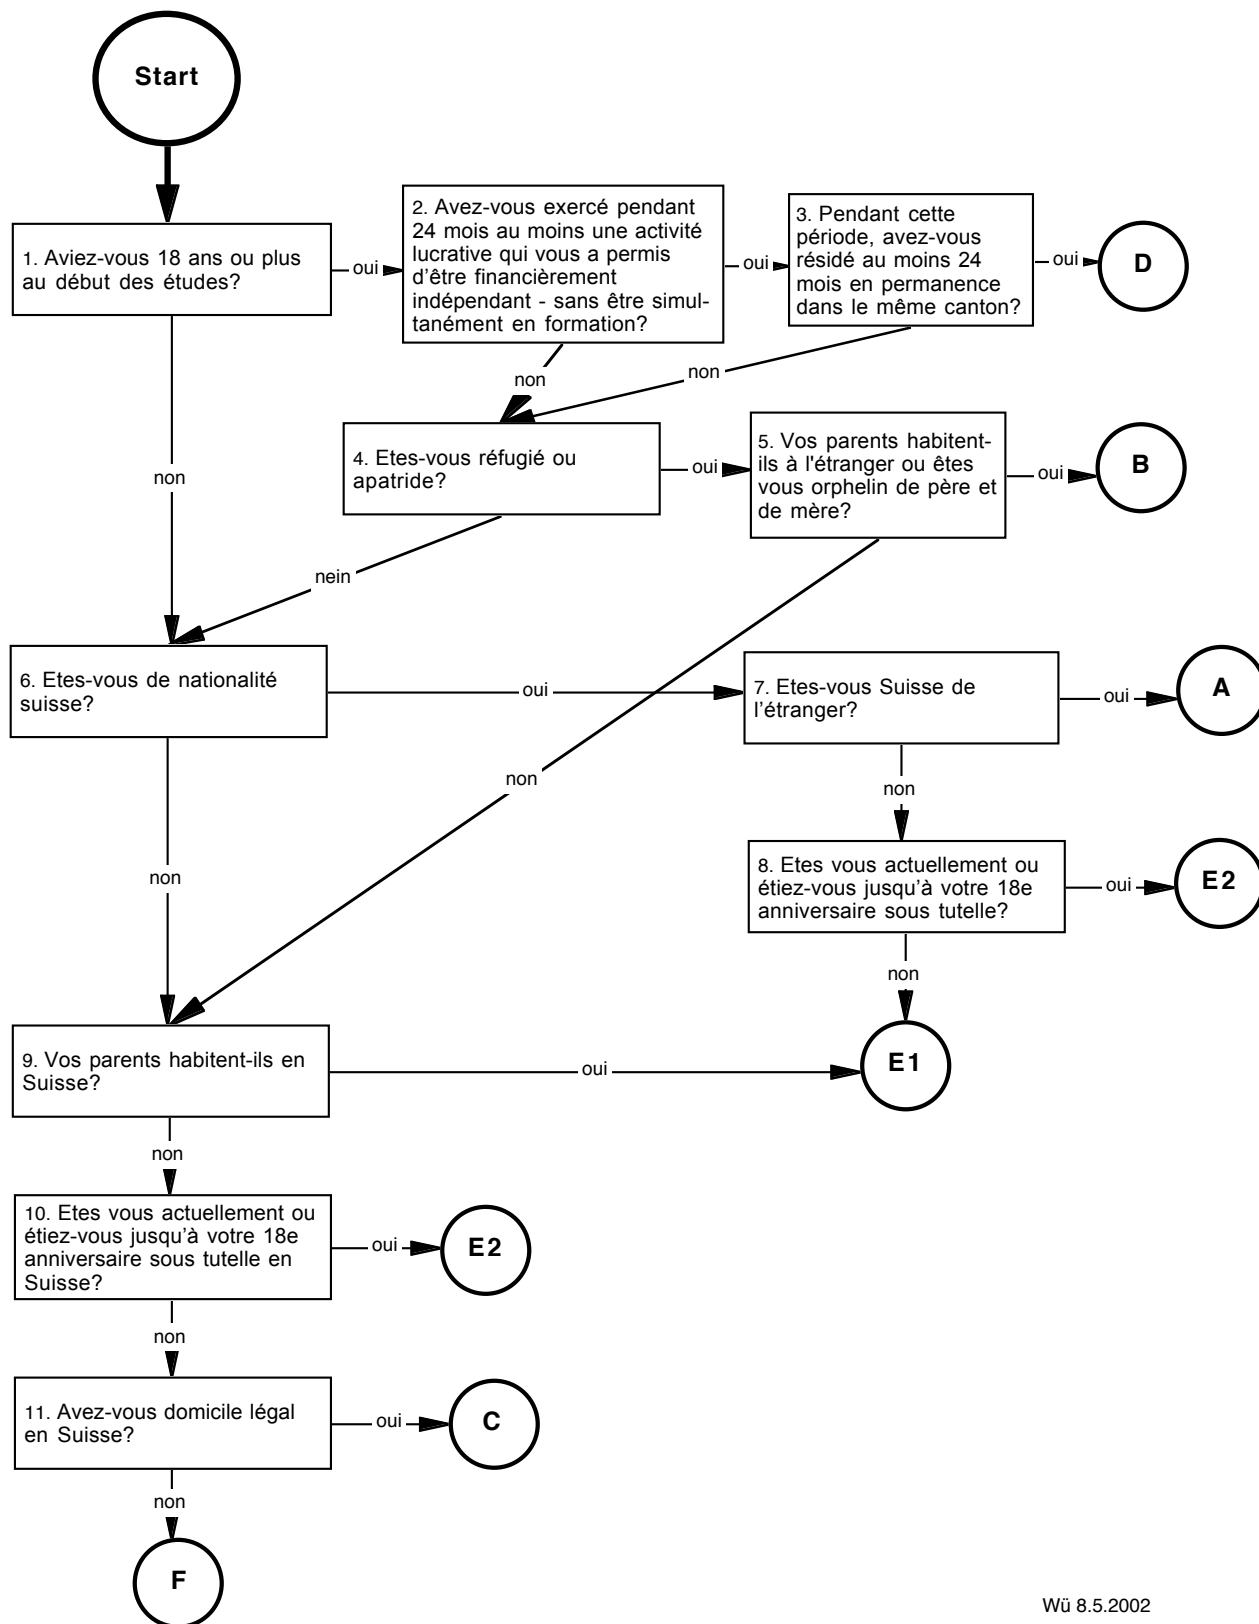 Start
1. Aviez-vous 18 ans ou plus
au début des études?
oui
2. Avez-vous exercé pendant
24 mois au moins une activité
lucrative qui vous a permis
d'être financièrement
indépendant - sans être simul-
tanément en formation?
oui
3. Pendant cette
période, avez-vous
résidé au moins 24
mois en permanence
dans le même canton?
oui
D
non
non
non
4. Etes-vous réfugié ou
apatride?
oui
5. Vos parents habitent-
ils à l'étranger ou êtes
vous orphelin de père et
de mère?
oui
B
nein
non
6. Etes-vous de nationalité
suisse?
oui
7. Etes-vous Suisse de
l'étranger?
oui
A
non
non
8. Etes vous actuellement ou
étiez-vous jusqu'à votre 18e
anniversaire sous tutelle?
oui
E2
non
9. Vos parents habitent-ils en
Suisse?
oui
E1
non
10. Etes vous actuellement ou
étiez-vous jusqu'à votre 18e
anniversaire sous tutelle en
Suisse?
oui
E2
non
11. Avez-vous domicile légal
en Suisse?
oui
C
non
F
Wü 8.5.2002